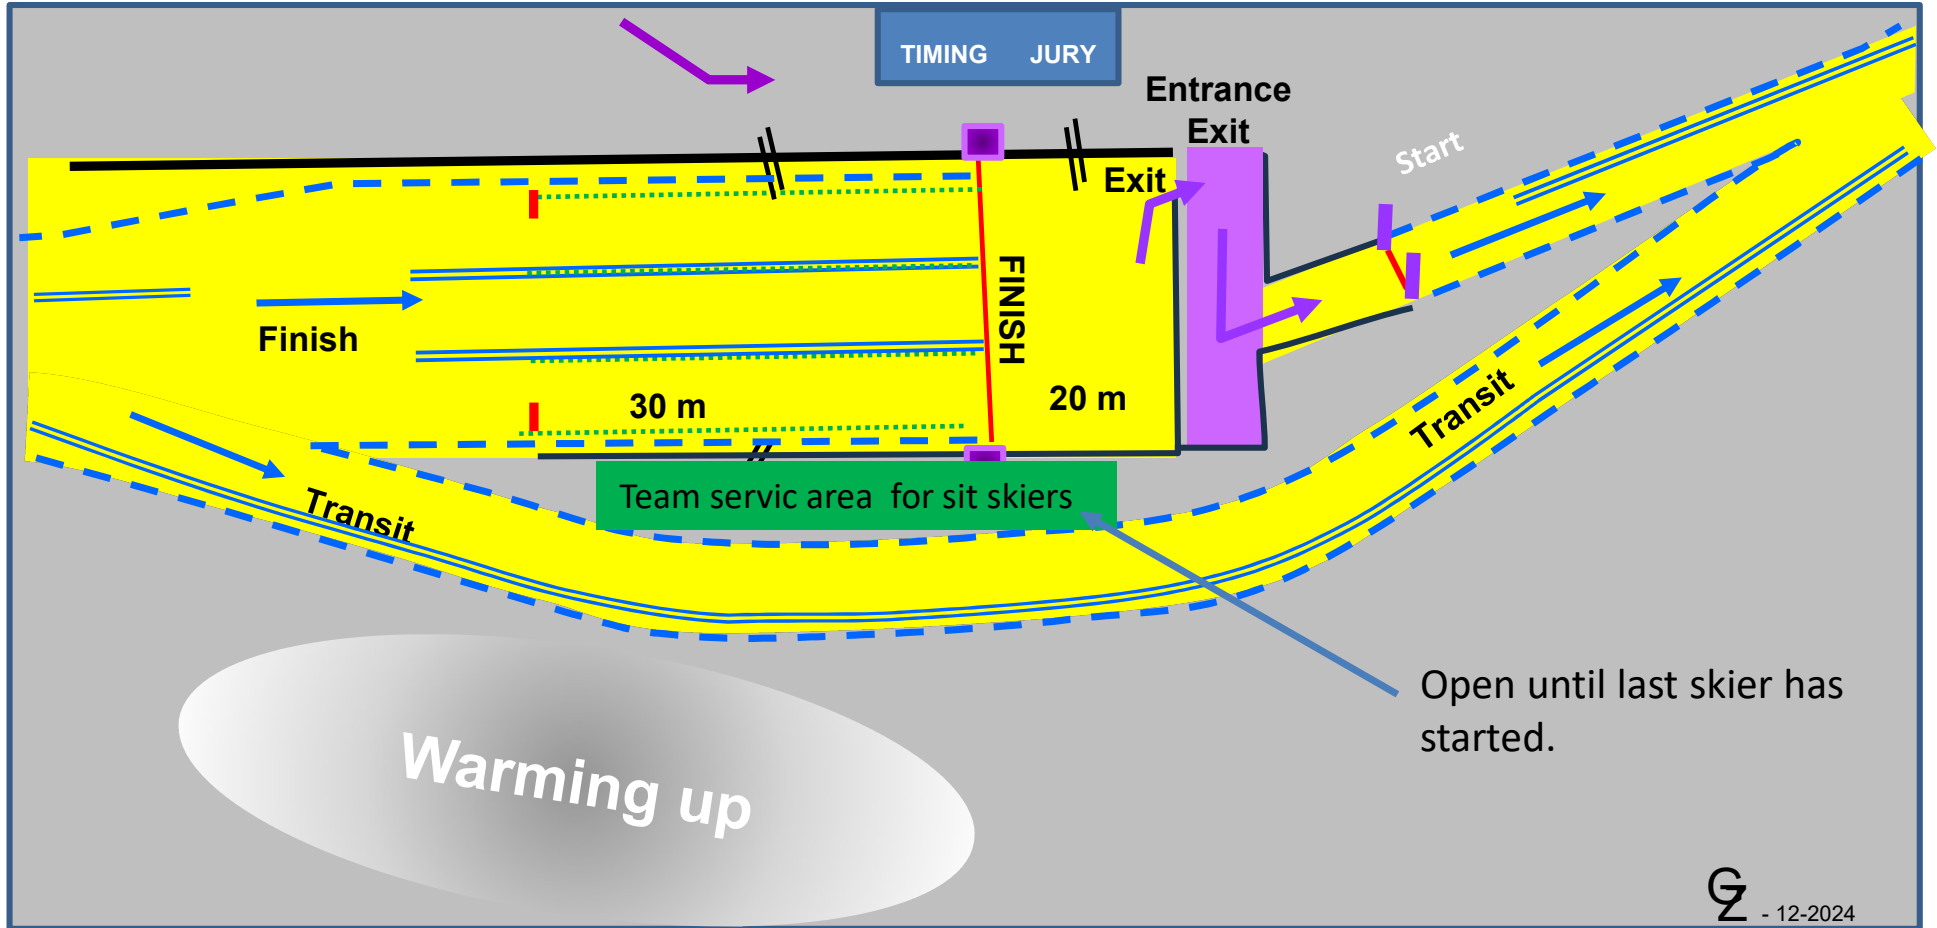 TIMING JURY
Entrance
Exit
Start
Exit
FINISH
Finish
30 m
20 m
Transit
Team servic area for sit skiers
Transit
Open until last skier has
started.
Warming up
GZ - 12-2024